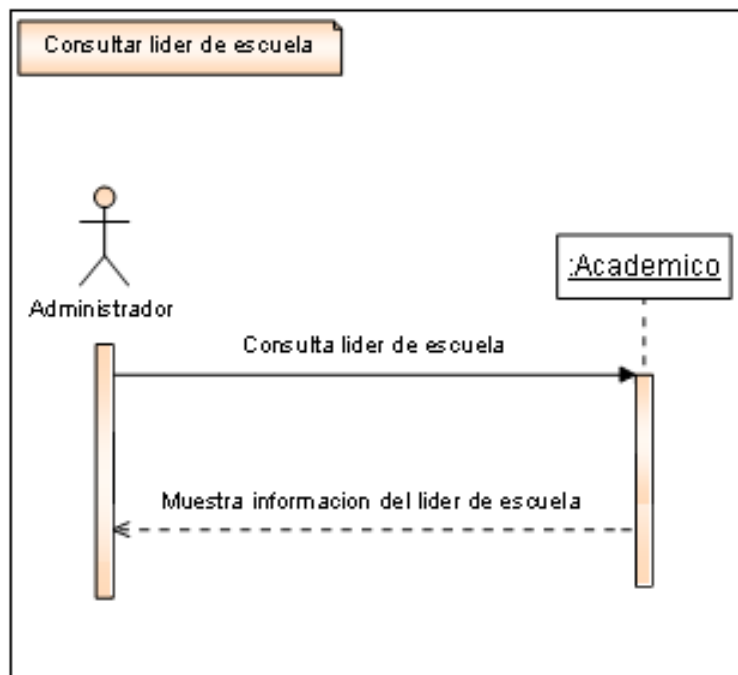 Consultar lider de escuela
Administrador
:Academico
Consulta lider de escuela
Muestra informacion del lider de escuela